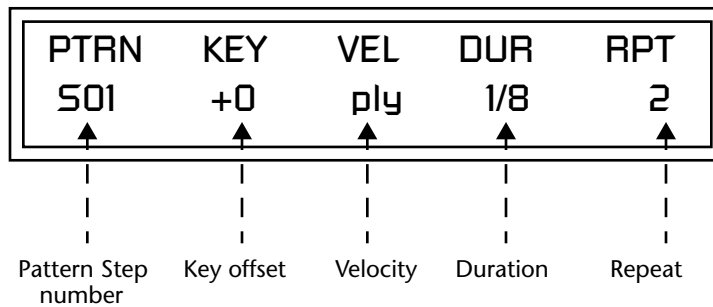 PTRN KEY VEL DUR RPT
S01 +0 ply 1/8 2
Pattern Step number Key offset Velocity Duration Repeat